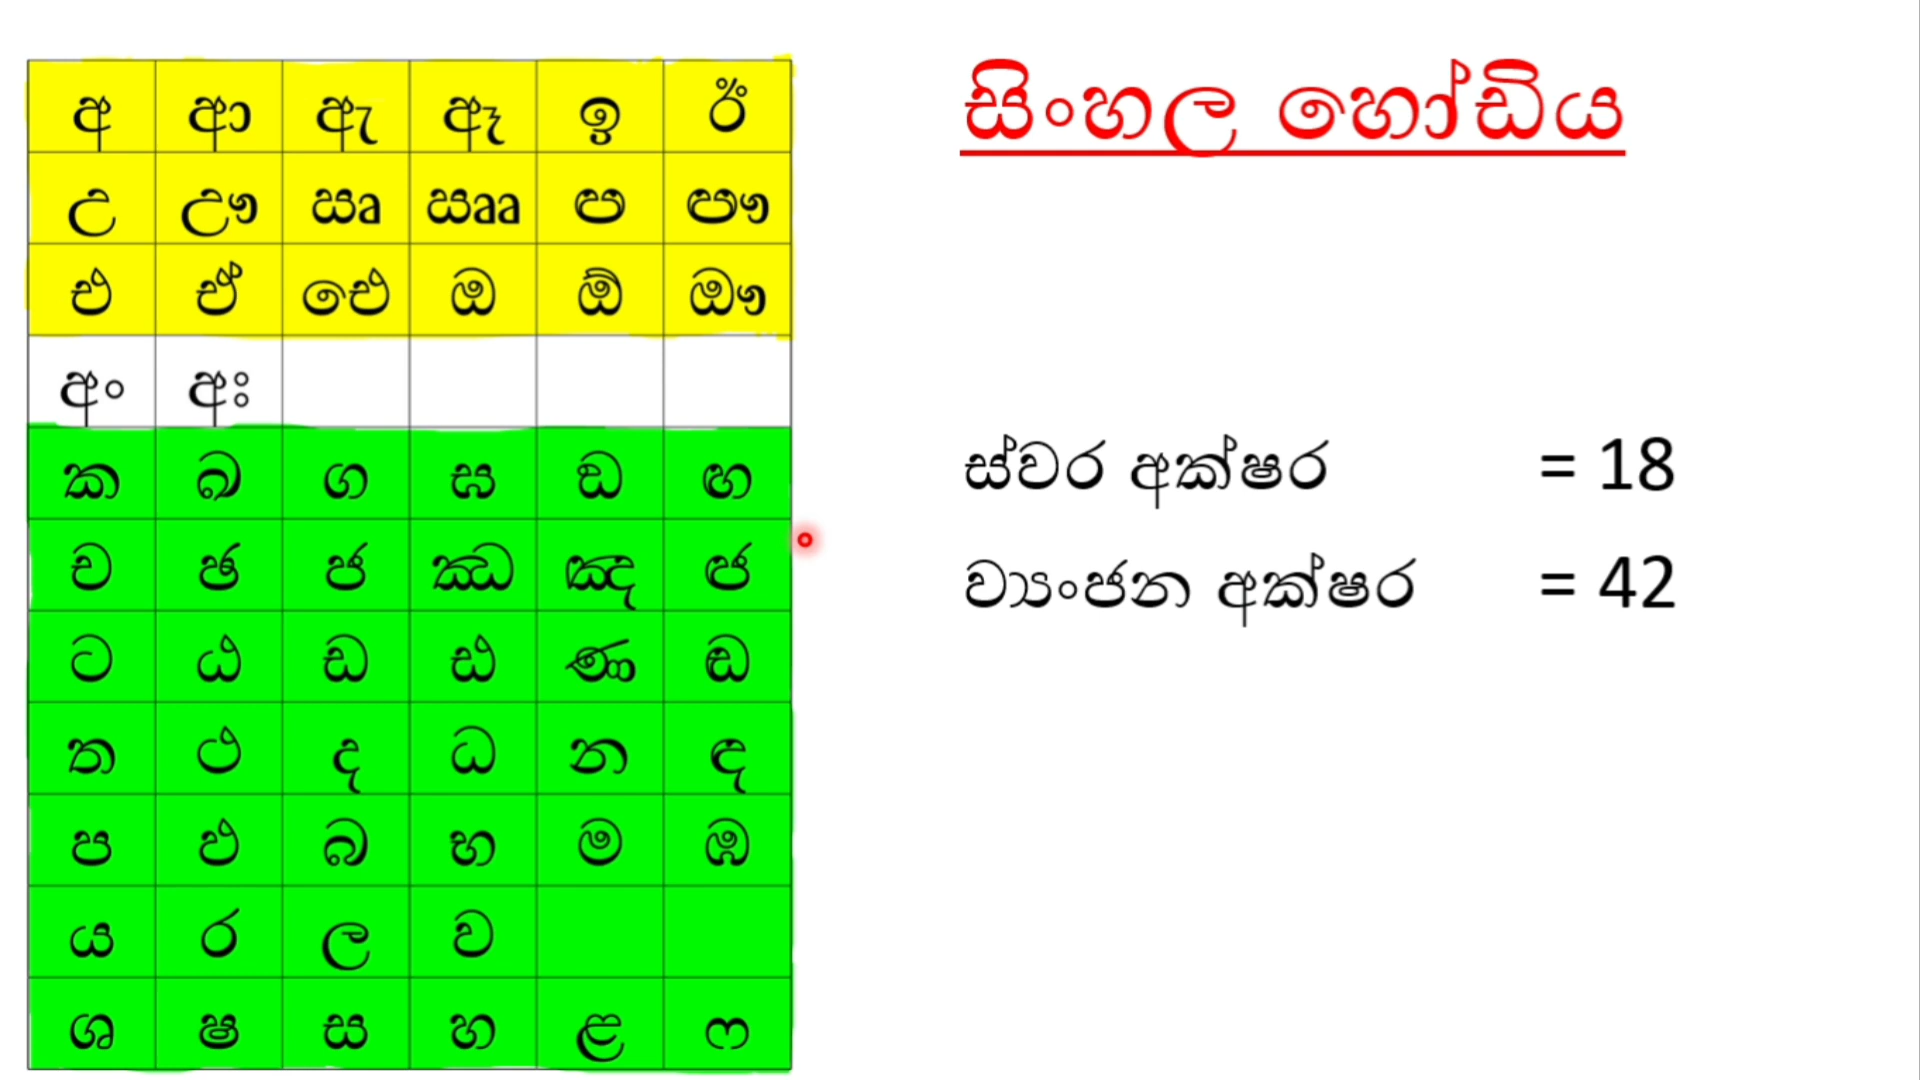 සිංහල හෝඩිය
අ ආ ඇ ඈ ඉ ඊ
උ ඌ ඍ ඎ ඏ ඐ
එ ඒ ඓ ඔ ඕ ඖ
අං අඃ
ක ඛ ග ඝ ඞ ඟ
ච ඡ ජ ඣ ඤ ඦ
ට ඨ ඩ ඪ ණ ඬ
ත ථ ද ධ න ඳ
ප ඵ බ භ ම ඹ
ය ර ල ව
ශ ෂ ස හ ළ ෆ
ස්වර අක්ෂර = 18
ව්‍යංජන අක්ෂර = 42